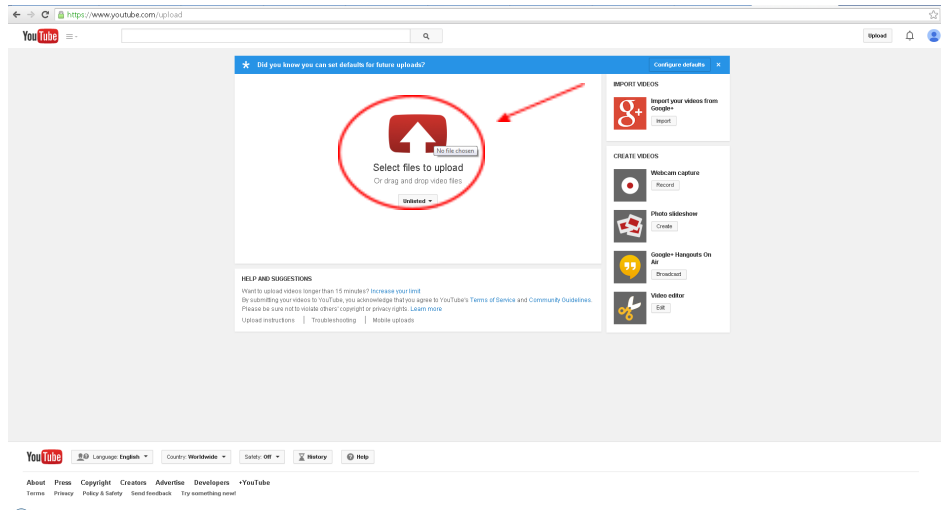 https://www.youtube.com/upload
YouTube
Upload
Did you know you can set defaults for future uploads?
Configure defaults ×
No file chosen
Select files to upload
Or drag and drop video files
Unlisted
IMPORT VIDEOS
g+
Import your videos from
Google+
Import
CREATE VIDEOS
Webcam capture
Record
Photo slideshow
Create
Google+ Hangouts On
Air
Broadcast
Video editor
Edit
HELP AND SUGGESTIONS
Want to upload videos longer than 15 minutes? Increase your limit
By submitting your videos to YouTube, you acknowledge that you agree to YouTube's Terms of Service and Community Guidelines.
Please be sure not to violate others' copyright or privacy rights. Learn more
Upload instructions | Troubleshooting | Mobile uploads
YouTube Language: English Country: Worldwide Safety: Off History Help
About Press Copyright Creators Advertise Developers +YouTube
Terms Privacy Policy & Safety Send feedback Try something new!